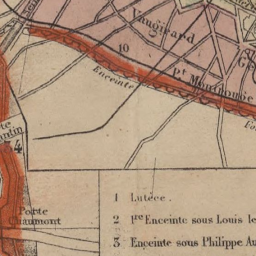 Vaugirard
10
Enceinte
Pt Montrouge
4
Porte
Chaumont
1 Lutèce.
2 1re Enceinte sous Louis le
3 Enceinte sous Philippe Au